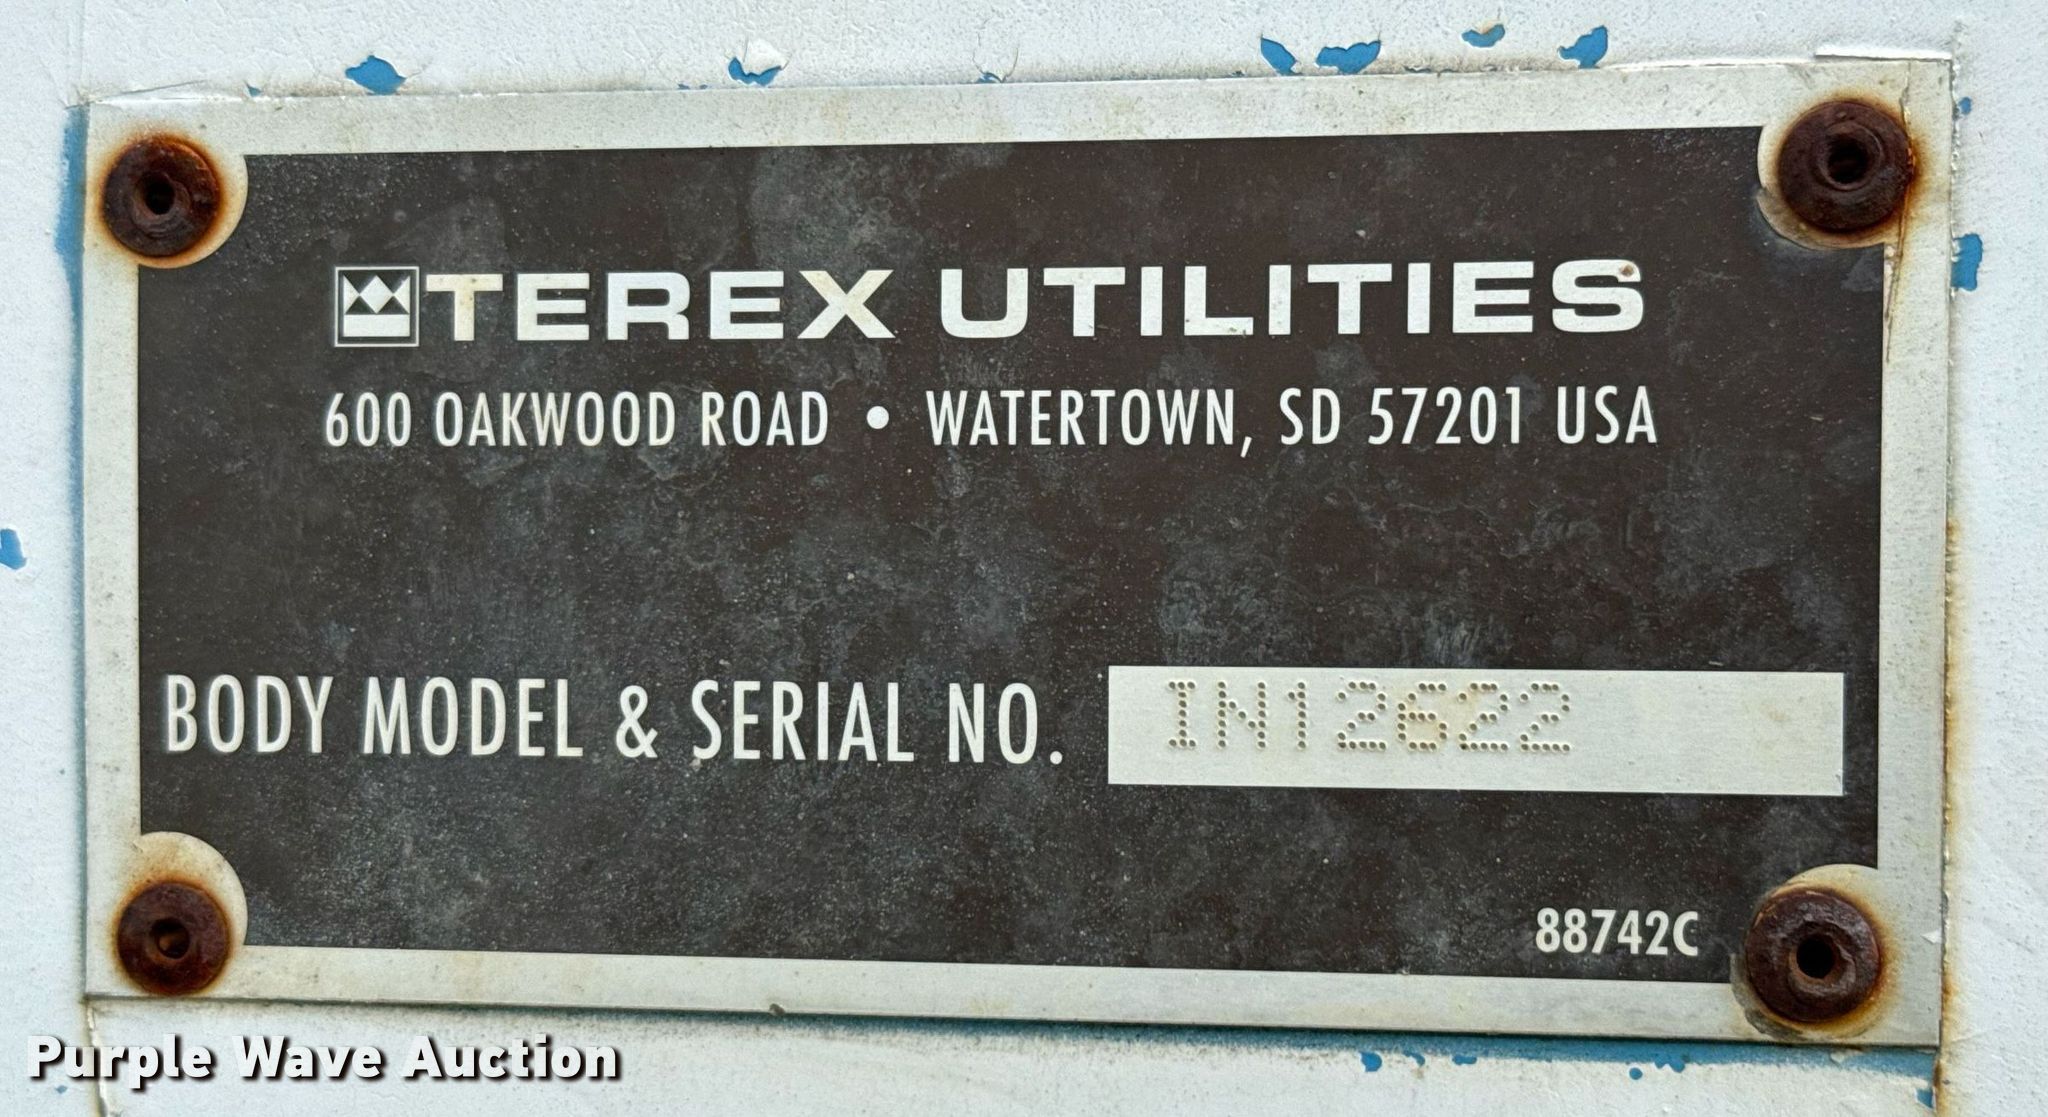 TEREX UTILITIES
600 OAKWOOD ROAD • WATERTOWN, SD 57201 USA
BODY MODEL & SERIAL NO. IN12622
88742C
Purple Wave Auction